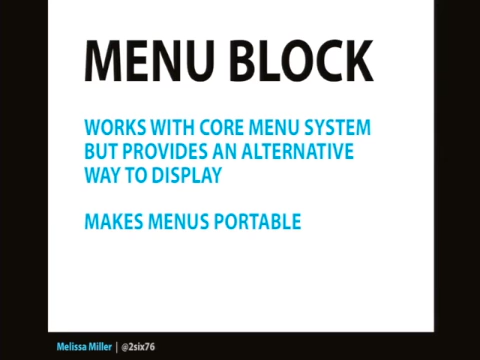 MENU BLOCK
WORKS WITH CORE MENU SYSTEM
BUT PROVIDES AN ALTERNATIVE
WAY TO DISPLAY
MAKES MENUS PORTABLE
Melissa Miller | @2six76